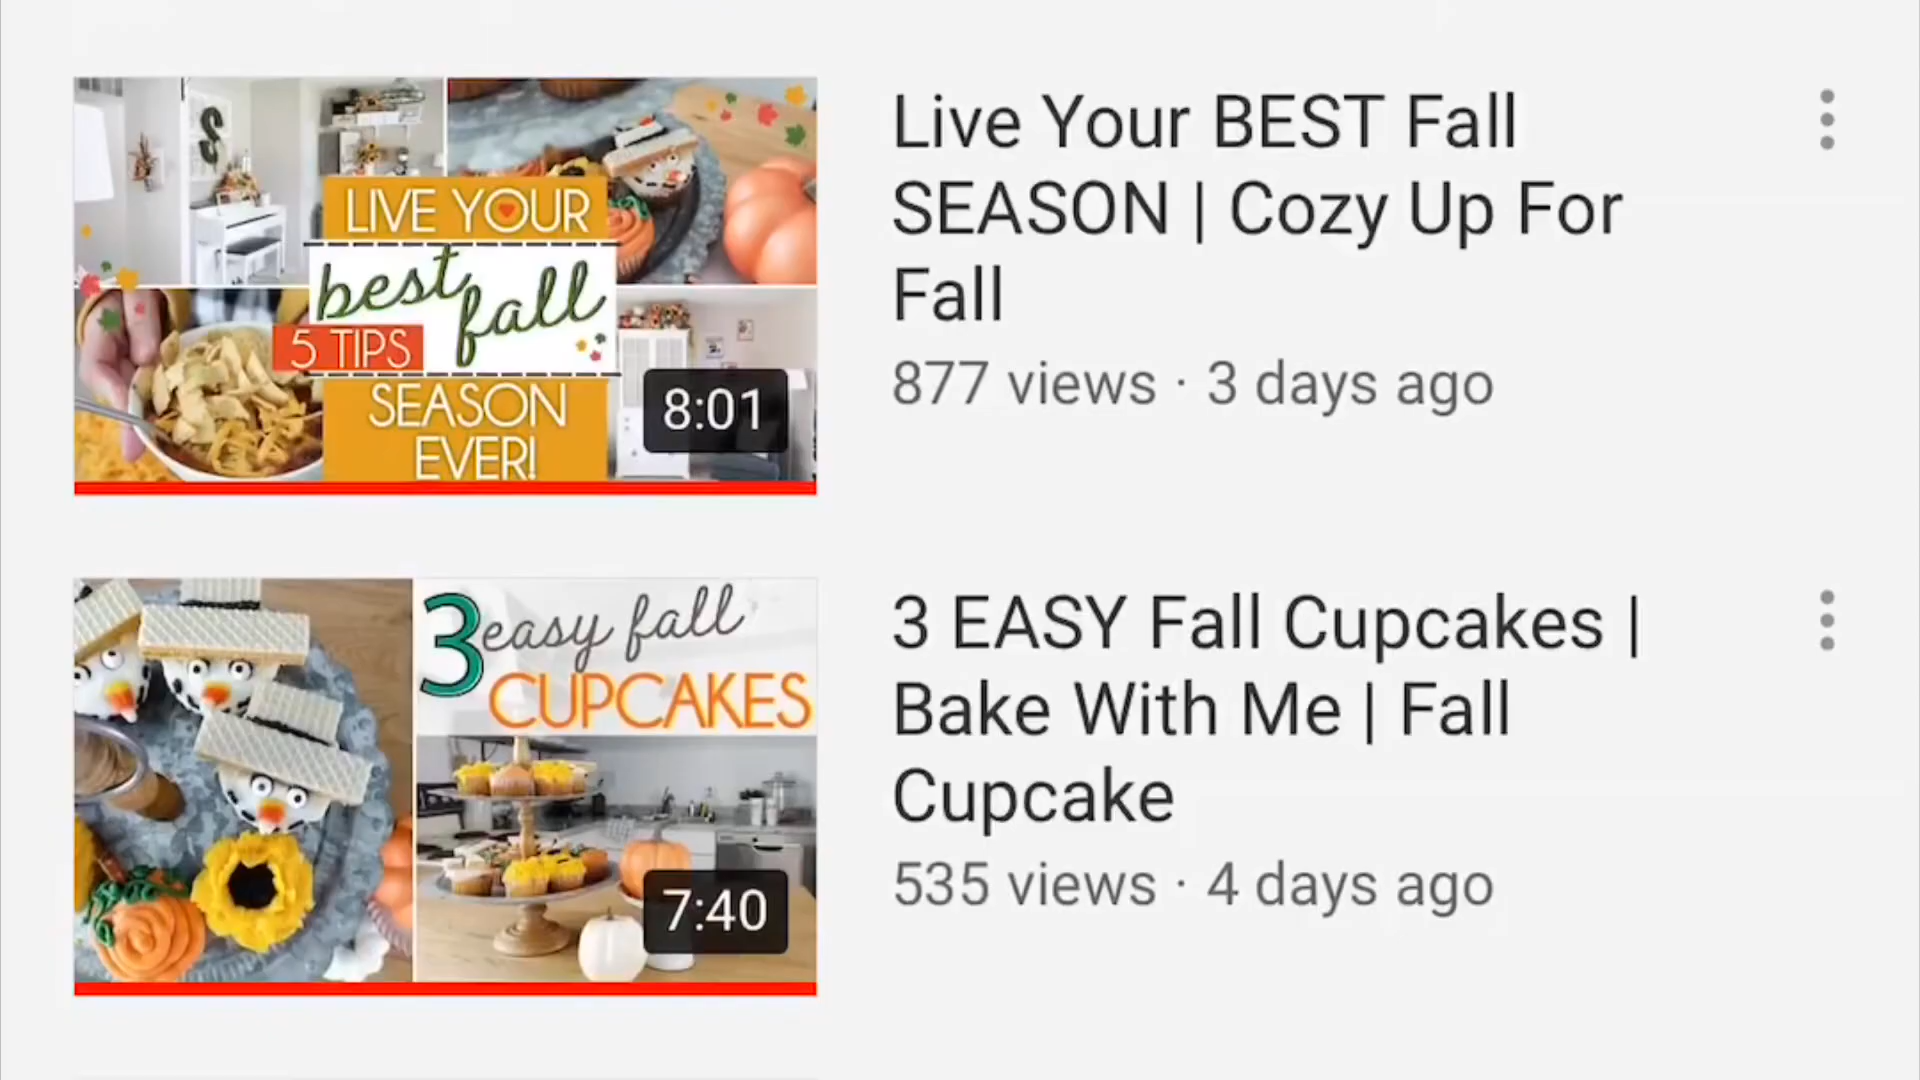 LIVE YOUR
best fall
5 TIPS
SEASON
EVER!
8:01
Live Your BEST Fall
SEASON | Cozy Up For
Fall
877 views · 3 days ago
S
3 easy fall
CUPCAKES
7:40
3 EASY Fall Cupcakes |
Bake With Me | Fall
Cupcake
535 views · 4 days ago